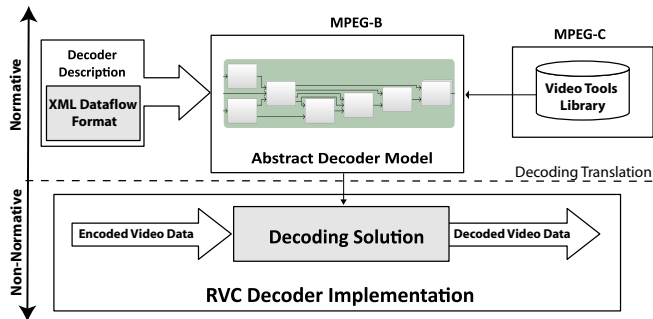 MPEG-B
MPEG-C
Normative
Decoder
Description
XML Dataflow
Format
Video Tools
Library
Abstract Decoder Model
Decoding Translation
Non-Normative
Encoded Video Data
Decoding Solution
Decoded Video Data
RVC Decoder Implementation